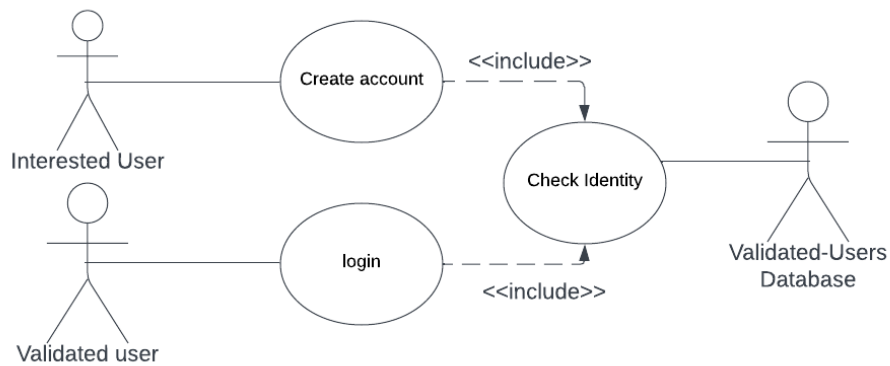 <<include>>
Create account
Interested User
Check Identity
Validated-Users
Database
login
<<include>>
Validated user